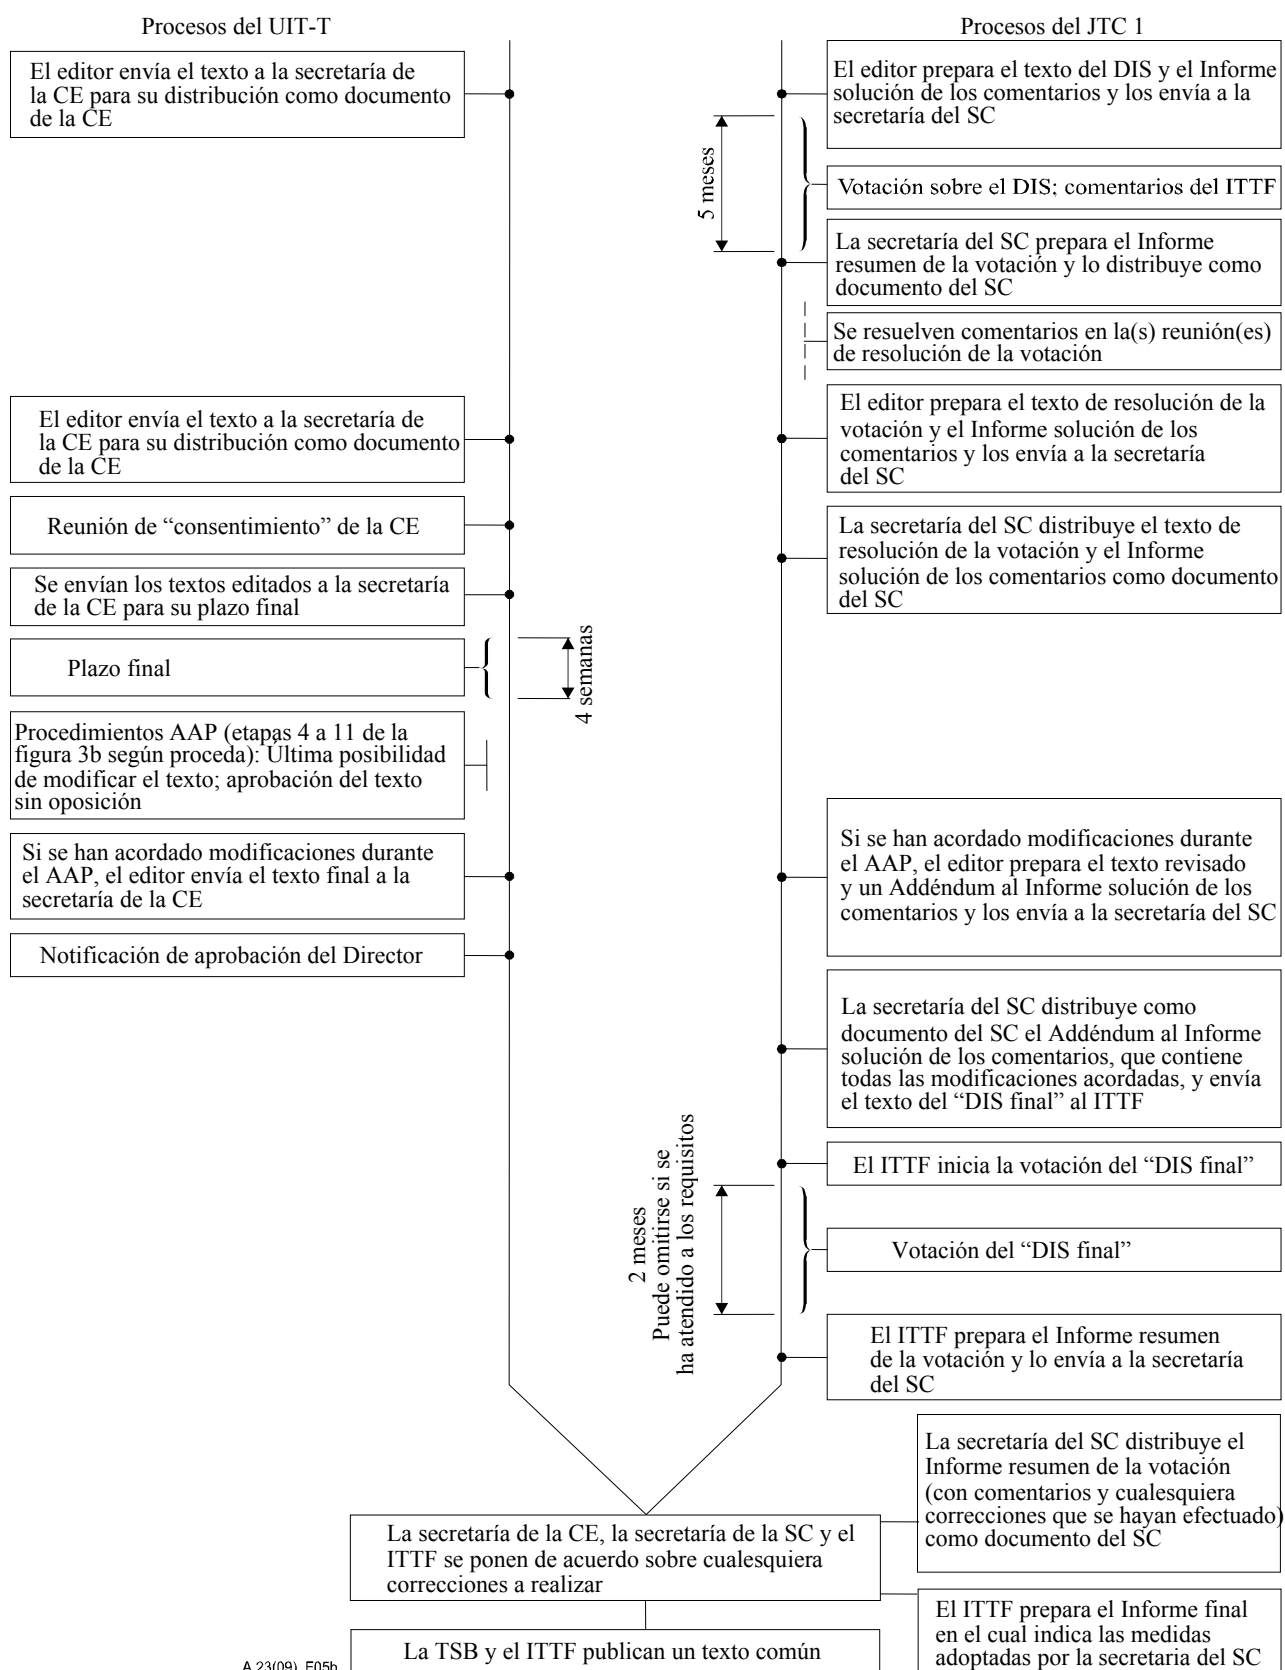 Procesos del UIT-T
Procesos del JTC 1
El editor envía el texto a la secretaría de
la CE para su distribución como documento
de la CE
El editor prepara el texto del DIS y el Informe
solución de los comentarios y los envía a la
secretaría del SC
5 meses
Votación sobre el DIS; comentarios del ITTF
La secretaría del SC prepara el Informe
resumen de la votación y lo distribuye como
documento del SC
Se resuelven comentarios en la(s) reunión(es)
de resolución de la votación
El editor envía el texto a la secretaría de
la CE para su distribución como documento
de la CE
El editor prepara el texto de resolución de la
votación y el Informe solución de los
comentarios y los envía a la secretaría
del SC
Reunión de “consentimiento” de la CE
La secretaría del SC distribuye el texto de
resolución de la votación y el Informe
solución de los comentarios como documento
del SC
Se envían los textos editados a la secretaría
de la CE para su plazo final
Plazo final
4 semanas
Procedimientos AAP (etapas 4 a 11 de la
figura 3b según proceda): Última posibilidad
de modificar el texto; aprobación del texto
sin oposición
Si se han acordado modificaciones durante
el AAP, el editor envía el texto final a la
secretaría de la CE
Si se han acordado modificaciones durante
el AAP, el editor prepara el texto revisado
y un Addéndum al Informe solución de los
comentarios y los envía a la secretaría del SC
Notificación de aprobación del Director
La secretaría del SC distribuye como
documento del SC el Addéndum al Informe
solución de los comentarios, que contiene
todas las modificaciones acordadas, y envía
el texto del “DIS final” al ITTF
El ITTF inicia la votación del “DIS final”
2 meses
Puede omitirse si se
ha atendido a los requisitos
Votación del “DIS final”
El ITTF prepara el Informe resumen
de la votación y lo envía a la secretaría
del SC
La secretaría del SC distribuye el
Informe resumen de la votación
(con comentarios y cualesquiera
correcciones que se hayan efectuado)
como documento del SC
La secretaría de la CE, la secretaría de la SC y el
ITTF se ponen de acuerdo sobre cualesquiera
correcciones a realizar
El ITTF prepara el Informe final
en el cual indica las medidas
adoptadas por la secretaria del SC
La TSB y el ITTF publican un texto común
A.23(09)_F05b